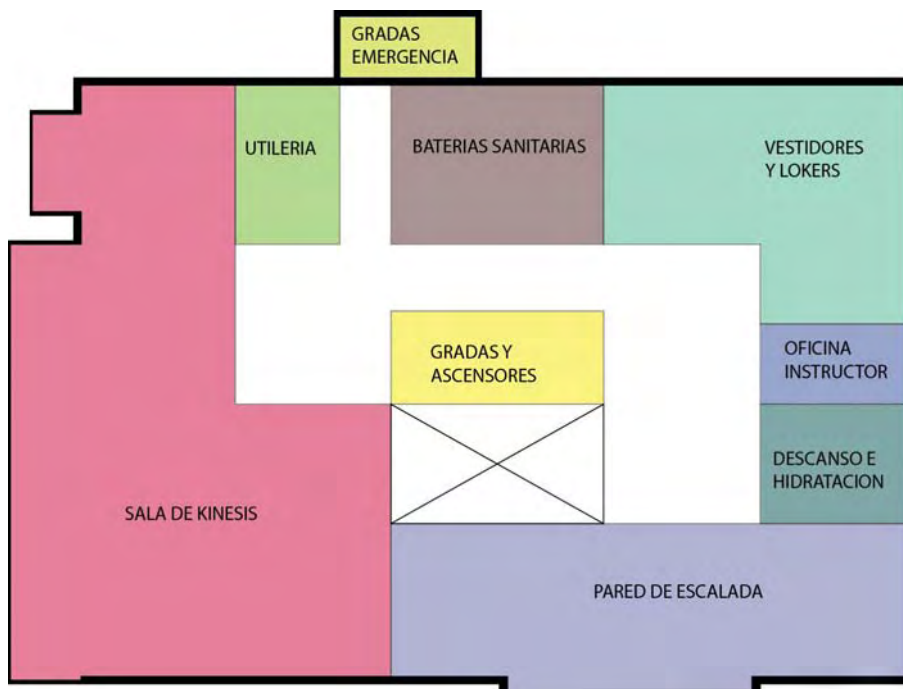 GRADAS
EMERGENCIA
UTILERIA
BATERIAS SANITARIAS
VESTIDORES
Y LOKERS
GRADAS Y
ASCENSORES
OFICINA
INSTRUCTOR
DESCANSO E
HIDRATACION
SALA DE KINESIS
PARED DE ESCALADA